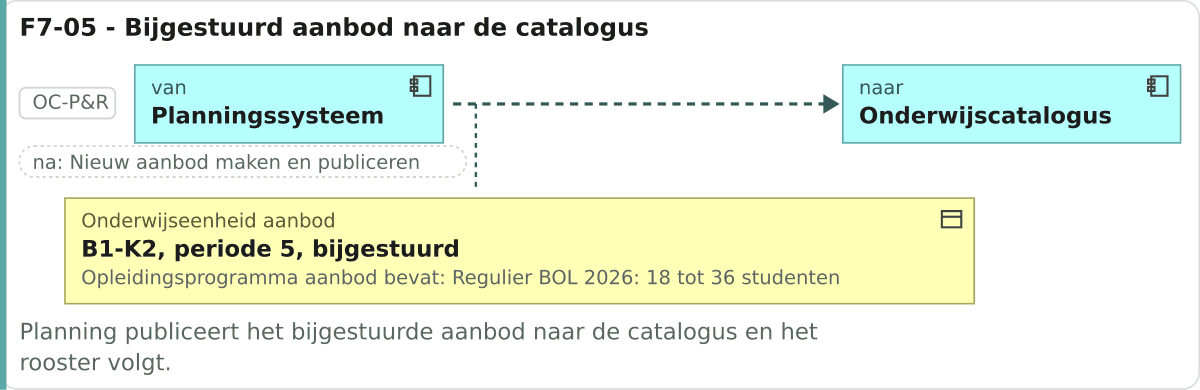 F7-05 - Bijgestuurd aanbod naar de catalogus
OC-P&R
van
Planningssysteem
naar
Onderwijscatalogus
na: Nieuw aanbod maken en publiceren
Onderwijseenheid aanbod
B1-K2, periode 5, bijgestuurd
Opleidingsprogramma aanbod bevat: Regulier BOL 2026: 18 tot 36 studenten
Planning publiceert het bijgestuurde aanbod naar de catalogus en het
rooster volgt.